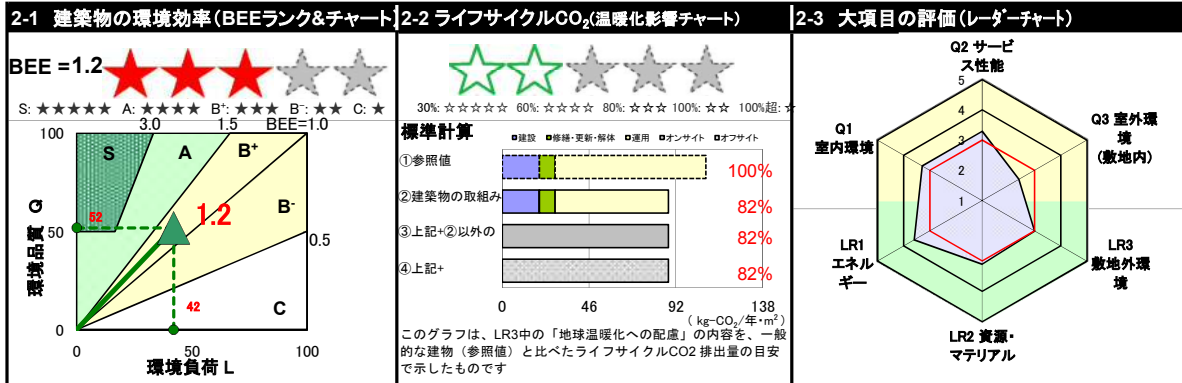 2-1 建築物の環境効率(BEEランク&チャート)
BEE =1.2
S: ★★★★★ A: ★★★★ B⁺: ★★★ B⁻: ★★ C: ★
3.0 1.5 BEE=1.0
100
S
A
B⁺
B⁻
C
0.5
1.2
52
50
42
環境品質 Q
0
0 50 100
環境負荷 L
2-2 ライフサイクルCO₂(温暖化影響チャート)
30%: ☆☆☆☆☆ 60%: ☆☆☆☆ 80%: ☆☆☆ 100%: ☆☆ 100%超: ☆
標準計算
建設 修繕・更新・解体 運用 オンサイト オフサイト
①参照値 100%
②建築物の取組み 82%
③上記+②以外の 82%
④上記+ 82%
0 46 92 138
( kg-CO₂/年・m²)
このグラフは、LR3中の「地球温暖化への配慮」の内容を、一般
的な建物(参照値)と比べたライフサイクルCO2 排出量の目安
で示したものです
2-3 大項目の評価(レーダーチャート)
Q2 サービ
ス性能
Q1
室内環境
Q3 室外環
境
(敷地内)
5
4
3
2
1
LR1
エネル
ギー
LR3
敷地外環
境
LR2 資源・
マテリアル